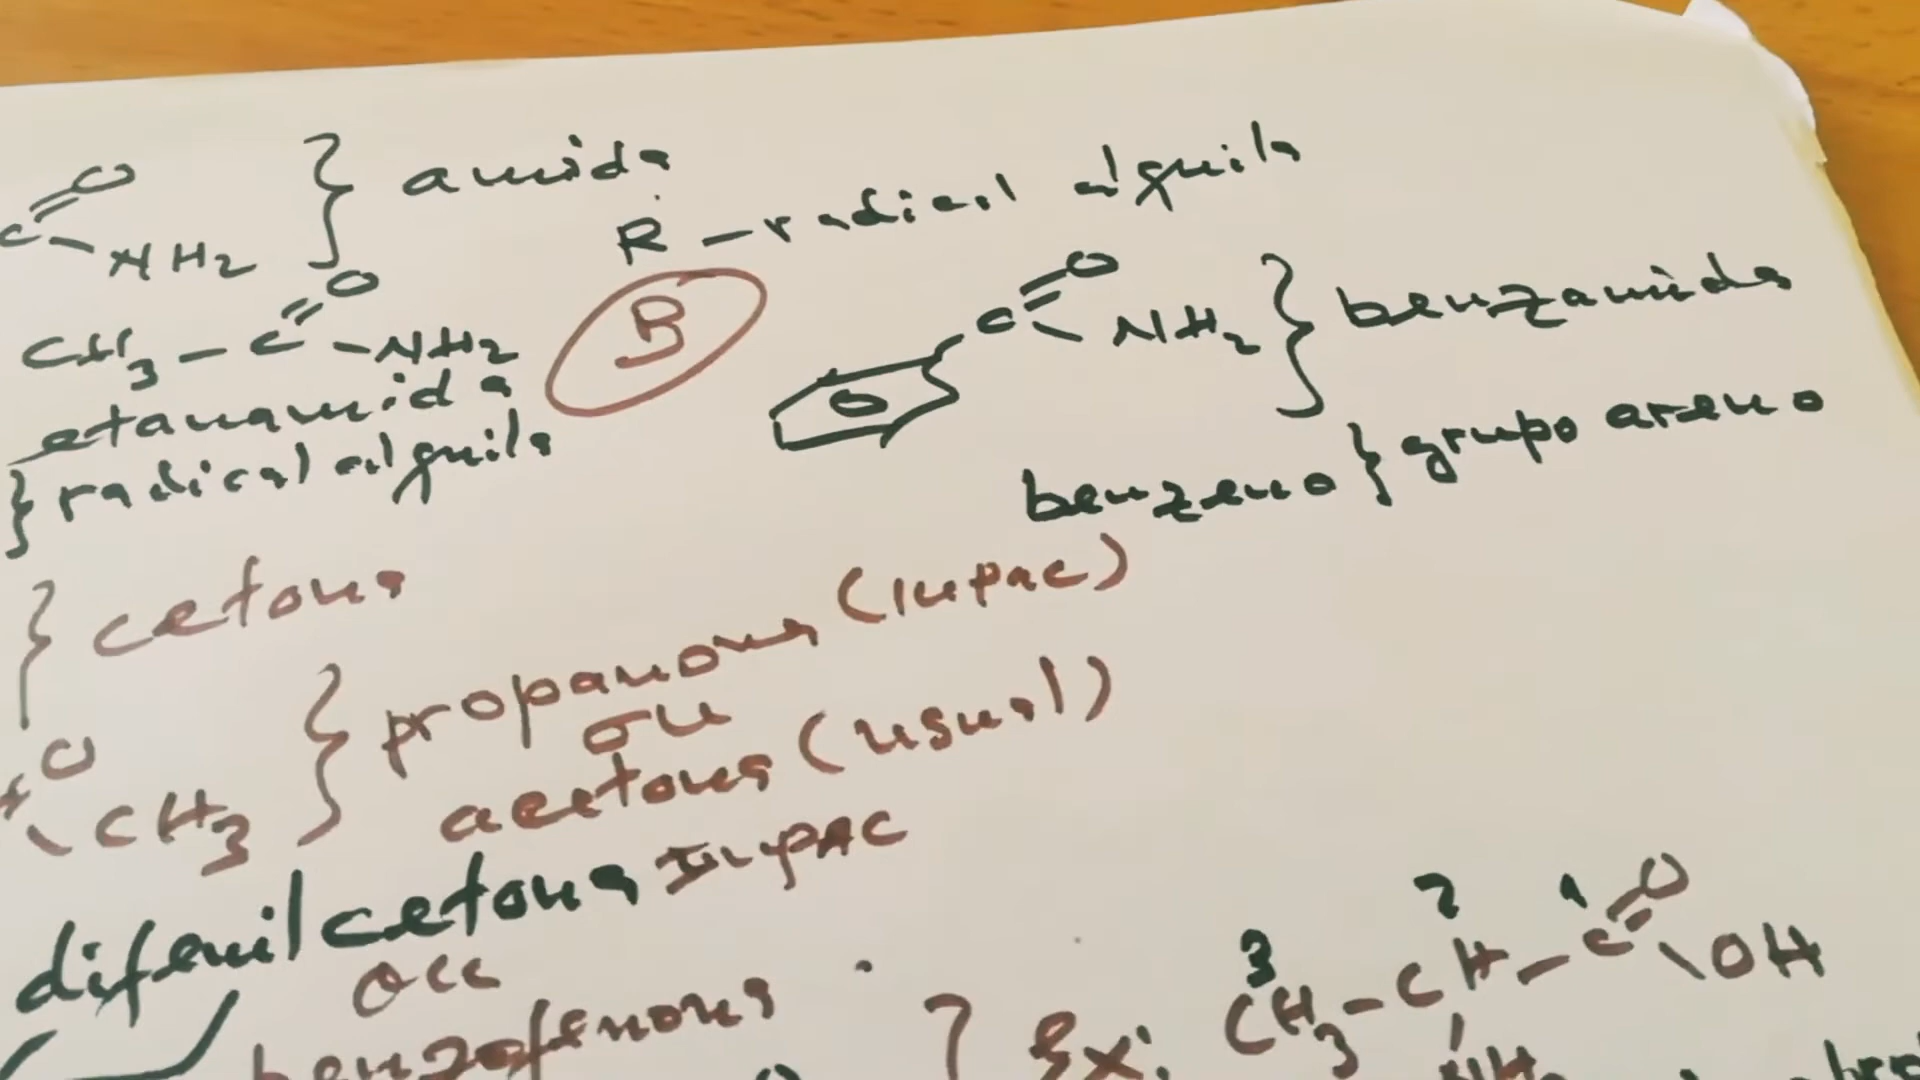 O
C NH2 } amida
R - radical alquila
O
CH3 - C - NH2
etanamida
} radical alquila
B
O
C NH2 } benzamida
benzeno } grupo areno
} cetona
O
CH3 } propanona (iupac)
ou
acetona (usual)
difenilcetona IUPAC
ou
benzofenona
} Ex:
3 2 1 O
CH3 - CH - C OH